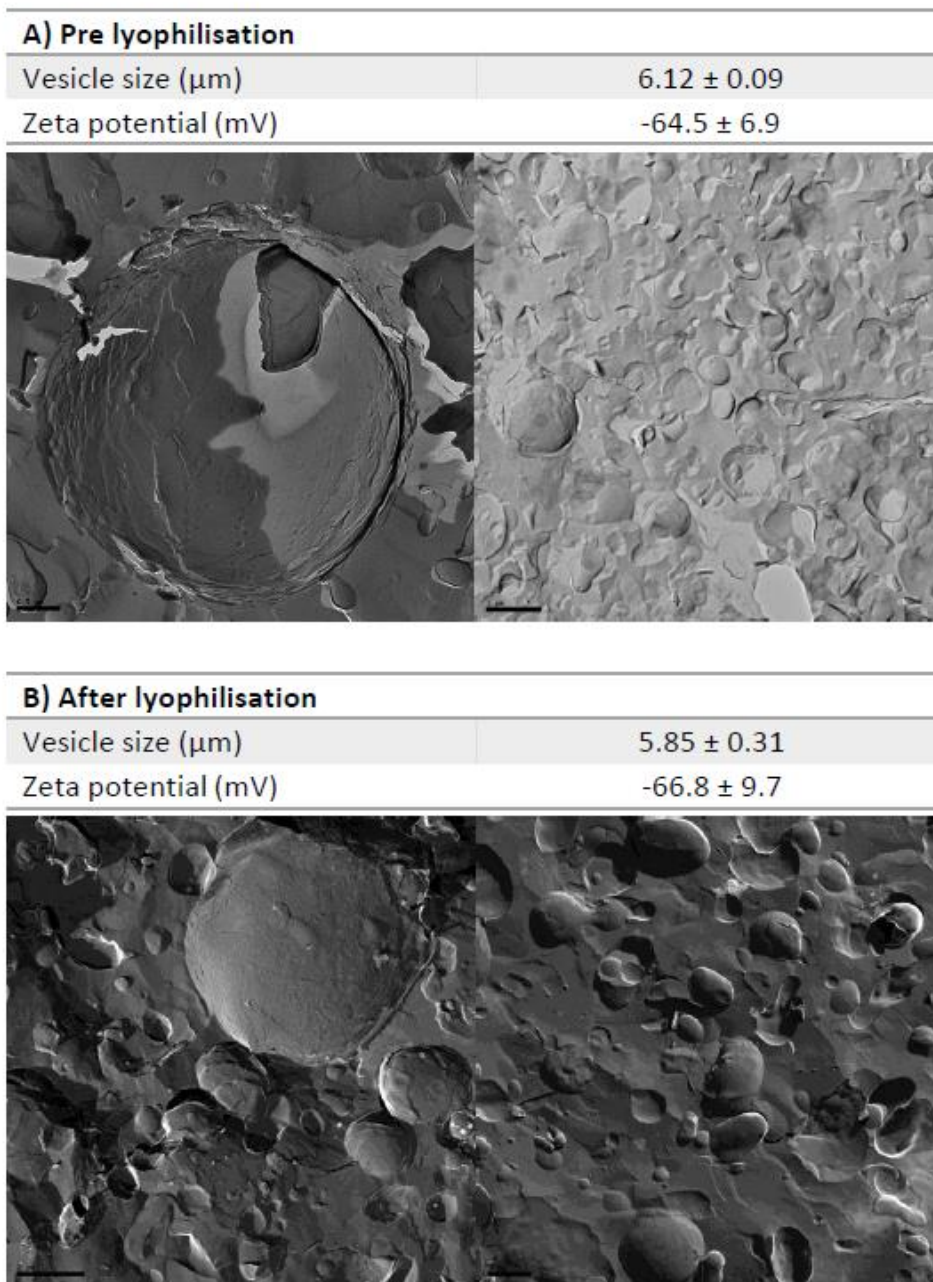 A) Pre lyophilisation
Vesicle size (µm) 6.12 ± 0.09
Zeta potential (mV) -64.5 ± 6.9
B) After lyophilisation
Vesicle size (µm) 5.85 ± 0.31
Zeta potential (mV) -66.8 ± 9.7